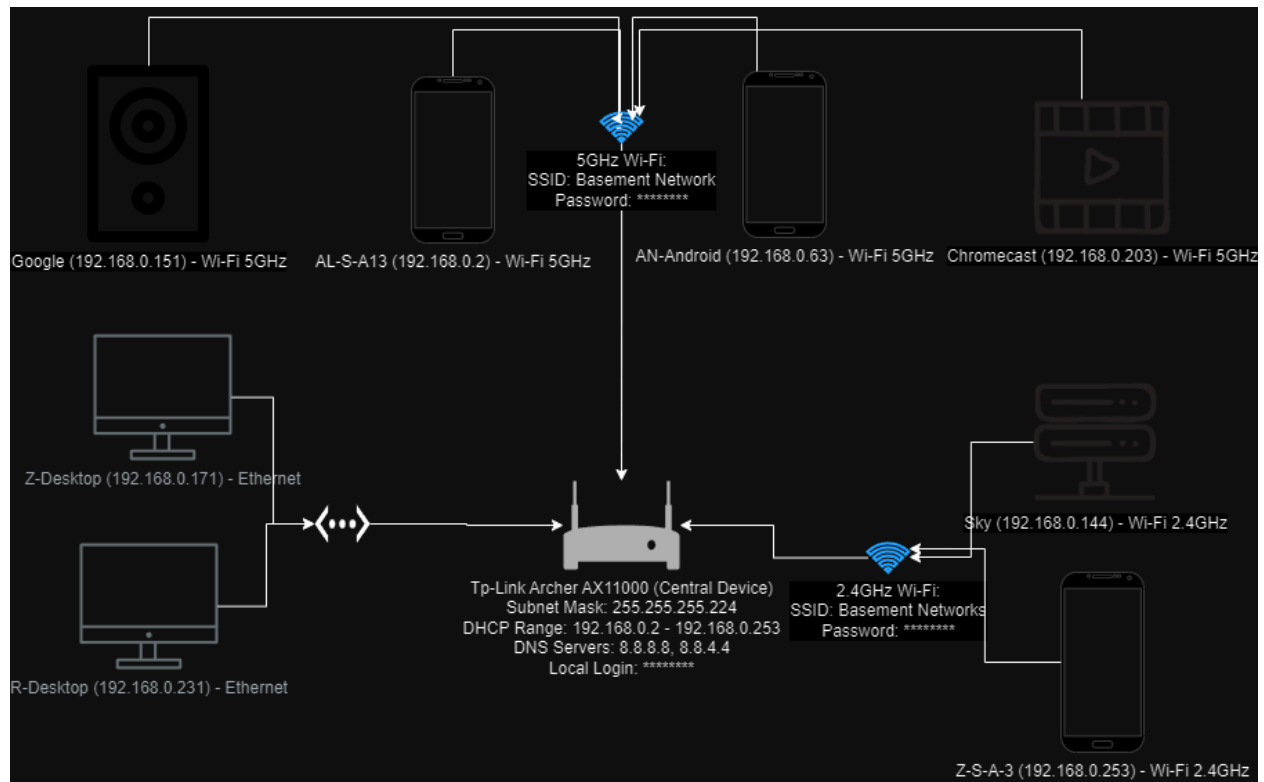 5GHz Wi-Fi:
SSID: Basement Network
Password: ********
Google (192.168.0.151) - Wi-Fi 5GHz
AL-S-A13 (192.168.0.2) - Wi-Fi 5GHz
AN-Android (192.168.0.63) - Wi-Fi 5GHz
Chromecast (192.168.0.203) - Wi-Fi 5GHz
Z-Desktop (192.168.0.171) - Ethernet
Sky (192.168.0.144) - Wi-Fi 2.4GHz
Tp-Link Archer AX11000 (Central Device)
Subnet Mask: 255.255.255.224
DHCP Range: 192.168.0.2 - 192.168.0.253
DNS Servers: 8.8.8.8, 8.8.4.4
Local Login: ********
2.4GHz Wi-Fi:
SSID: Basement Networks
Password: ********
R-Desktop (192.168.0.231) - Ethernet
Z-S-A-3 (192.168.0.253) - Wi-Fi 2.4GHz